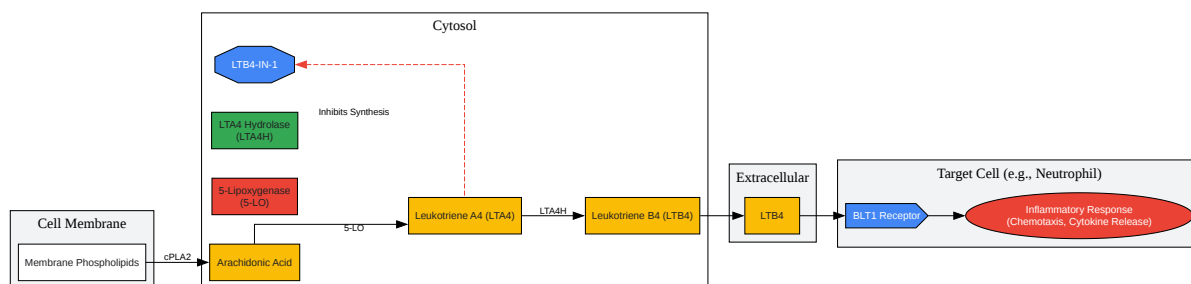 Cytosol
LTB4-IN-1
Inhibits Synthesis
LTA4 Hydrolase
(LTA4H)
5-Lipoxygenase
(5-LO)
Cell Membrane
Membrane Phospholipids
cPLA2
Arachidonic Acid
5-LO
Leukotriene A4 (LTA4)
LTA4H
Leukotriene B4 (LTB4)
Extracellular
LTB4
Target Cell (e.g., Neutrophil)
BLT1 Receptor
Inflammatory Response
(Chemotaxis, Cytokine Release)